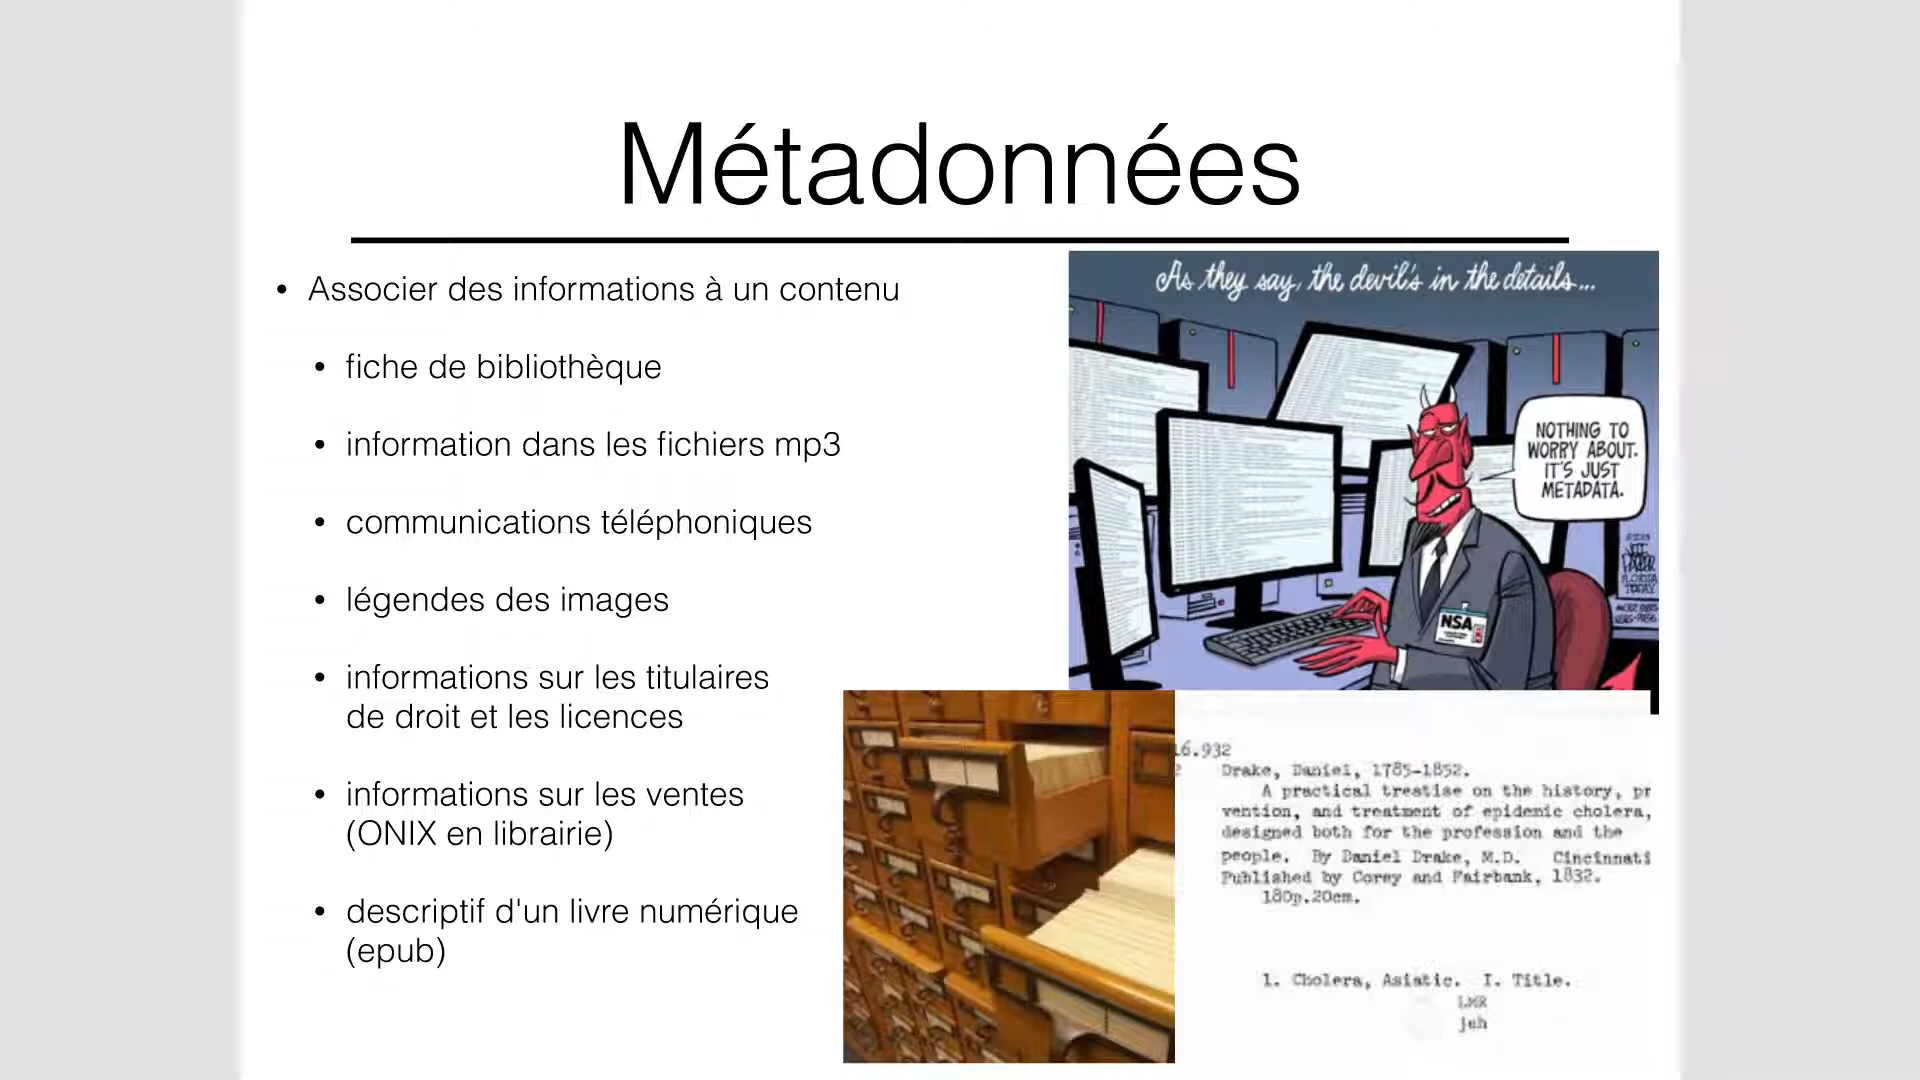 Métadonnées
• Associer des informations à un contenu
• fiche de bibliothèque
• information dans les fichiers mp3
• communications téléphoniques
• légendes des images
• informations sur les titulaires
de droit et les licences
• informations sur les ventes
(ONIX en librairie)
• descriptif d'un livre numérique
(epub)
As they say, the devil's in the details...
NOTHING TO
WORRY ABOUT.
IT'S JUST
METADATA.
NSA
16.932
Drake, Daniel, 1785-1852.
A practical treatise on the history, pr
vention, and treatment of epidemic cholera,
designed both for the profession and the
people. By Daniel Drake, M.D. Cincinnati
Published by Corey and Fairbank, 1832.
180p.20cm.
1. Cholera, Asiatic. I. Title.
LMR
jeh